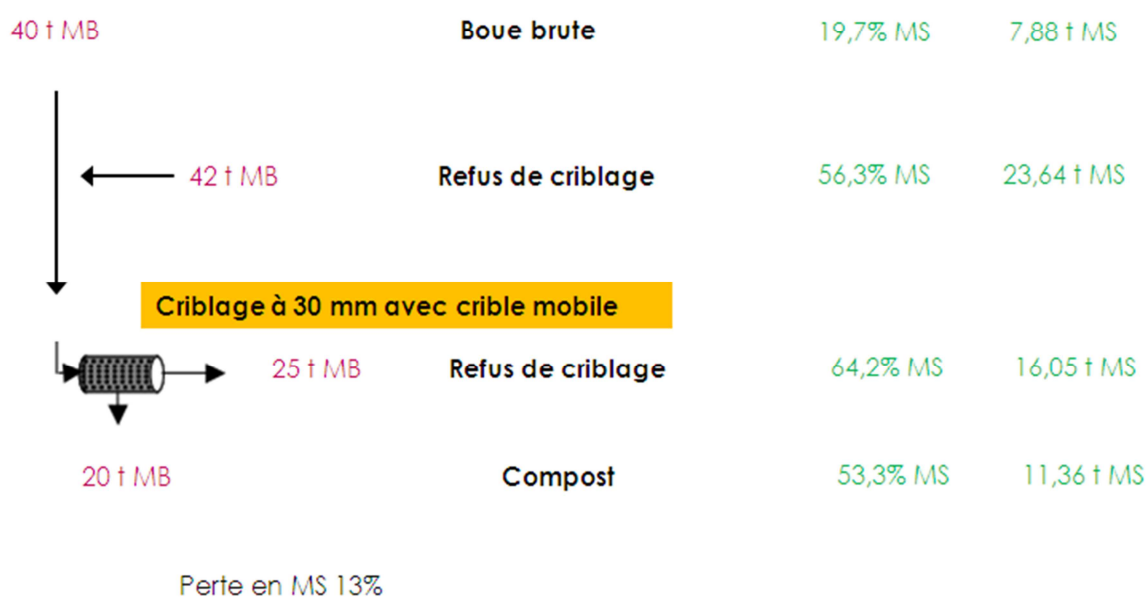 40 t MB Boue brute 19,7% MS 7,88 t MS
42 t MB Refus de criblage 56,3% MS 23,64 t MS
Criblage à 30 mm avec crible mobile
25 t MB Refus de criblage 64,2% MS 16,05 t MS
20 t MB Compost 53,3% MS 11,36 t MS
Perte en MS 13%